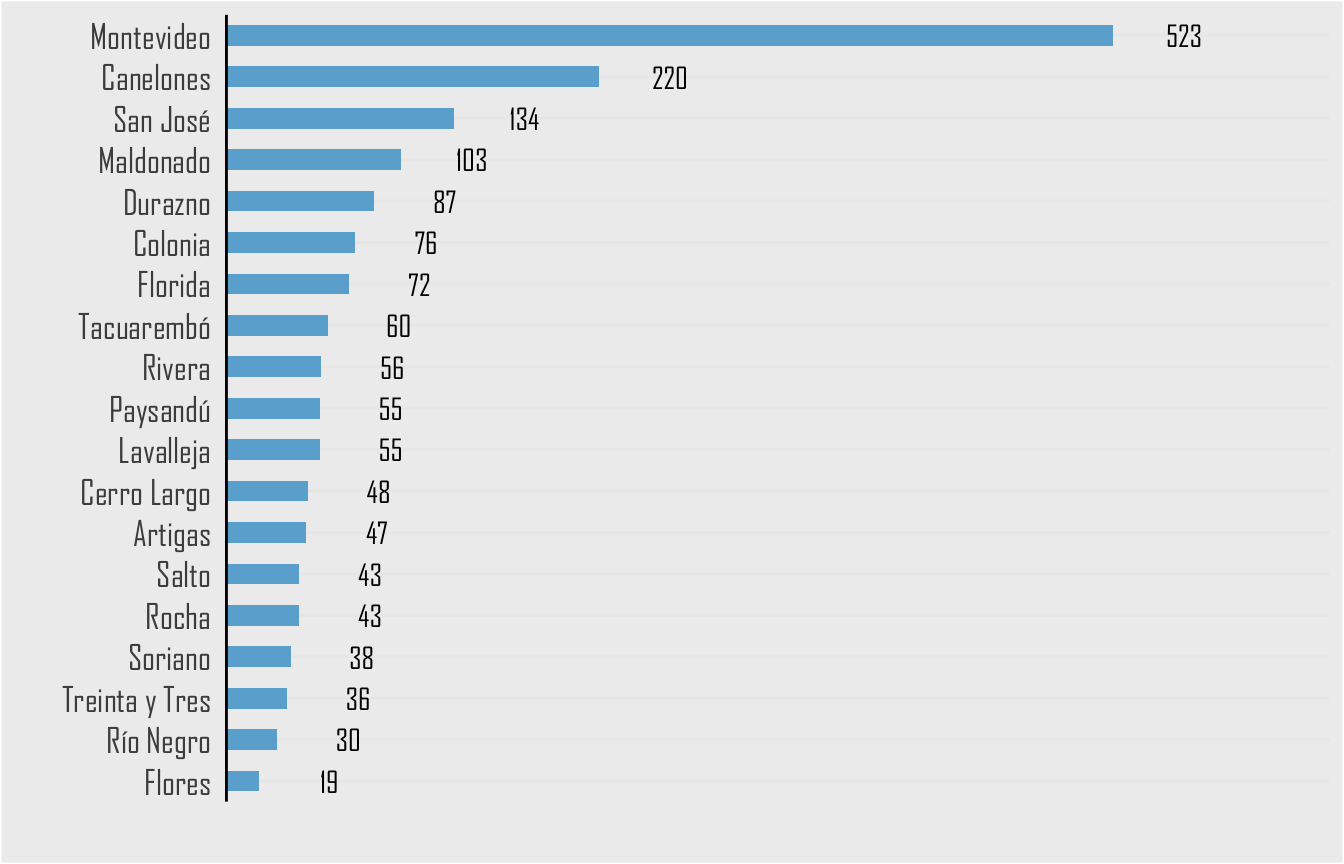 Montevideo 523
Canelones 220
San José 134
Maldonado 103
Durazno 87
Colonia 76
Florida 72
Tacuarembó 60
Rivera 56
Paysandú 55
Lavalleja 55
Cerro Largo 48
Artigas 47
Salto 43
Rocha 43
Soriano 38
Treinta y Tres 36
Río Negro 30
Flores 19